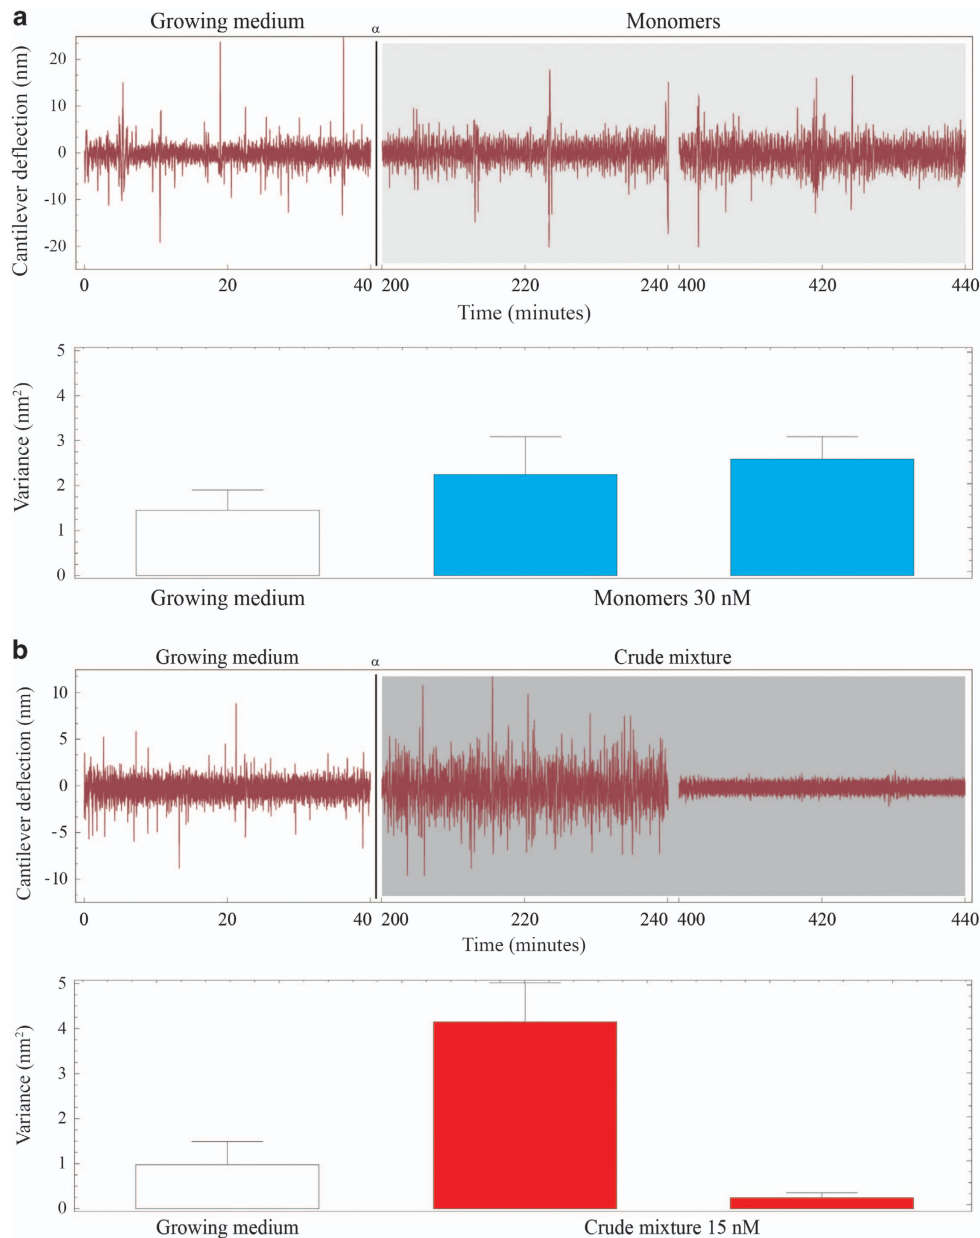 a
Growing medium α Monomers
Cantilever deflection (nm)
20
10
0
-10
-20
0 20 40 200 220 240 400 420 440
Time (minutes)
Variance (nm²)
5
4
3
2
1
0
Growing medium Monomers 30 nM
b
Growing medium α Crude mixture
Cantilever deflection (nm)
10
5
0
-5
-10
0 20 40 200 220 240 400 420 440
Time (minutes)
Variance (nm²)
5
4
3
2
1
0
Growing medium Crude mixture 15 nM